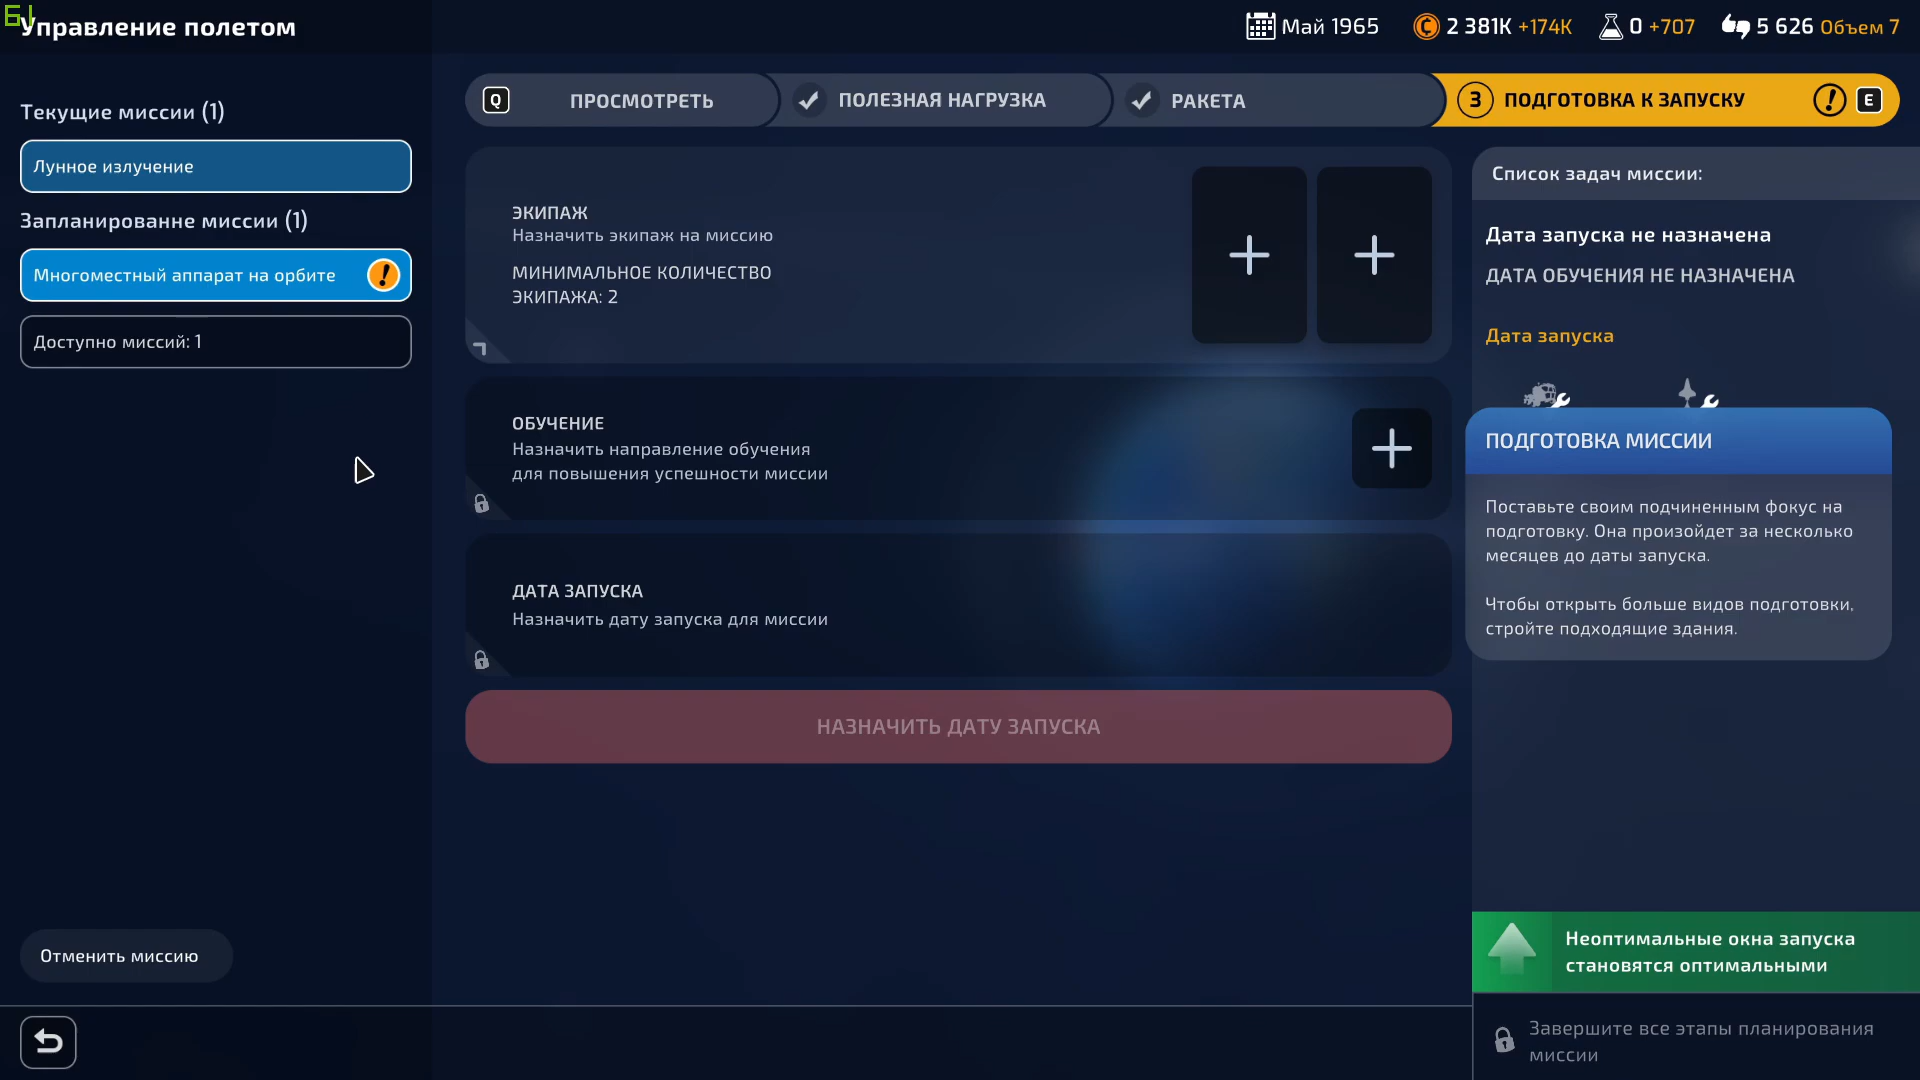 61
Управление полетом
Май 1965
2 381K +174K
0 +707
5 626 Объем 7
Текущие миссии (1)
Лунное излучение
Запланированне миссии (1)
Многоместный аппарат на орбите
Доступно миссий: 1
Отменить миссию
Q
ПРОСМОТРЕТЬ
ПОЛЕЗНАЯ НАГРУЗКА
РАКЕТА
3
ПОДГОТОВКА К ЗАПУСКУ
E
ЭКИПАЖ
Назначить экипаж на миссию
МИНИМАЛЬНОЕ КОЛИЧЕСТВО
ЭКИПАЖА: 2
ОБУЧЕНИЕ
Назначить направление обучения
для повышения успешности миссии
ДАТА ЗАПУСКА
Назначить дату запуска для миссии
НАЗНАЧИТЬ ДАТУ ЗАПУСКА
Список задач миссии:
Дата запуска не назначена
ДАТА ОБУЧЕНИЯ НЕ НАЗНАЧЕНА
Дата запуска
ПОДГОТОВКА МИССИИ
Поставьте своим подчиненным фокус на
подготовку. Она произойдет за несколько
месяцев до даты запуска.
Чтобы открыть больше видов подготовки,
стройте подходящие здания.
Неоптимальные окна запуска
становятся оптимальными
Завершите все этапы планирования
миссии